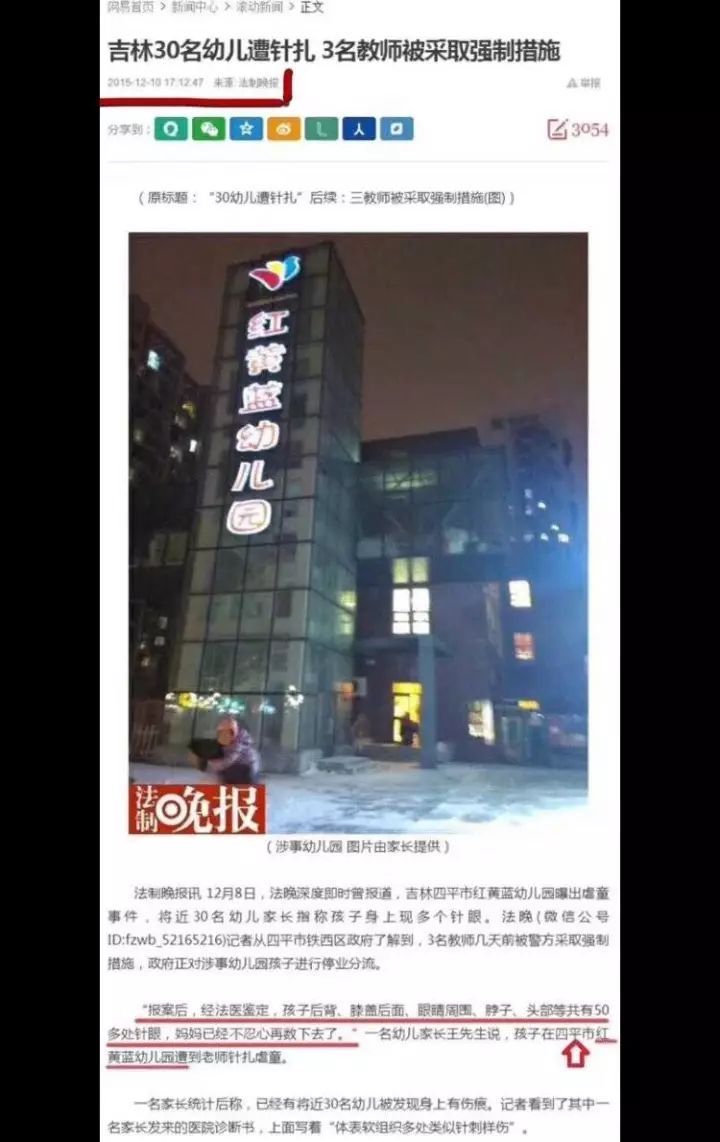 网易首页 > 新闻中心 > 滚动新闻 > 正文
吉林30名幼儿遭针扎 3名教师被采取强制措施
2015-12-10 17:12:47 来源: 法制晚报
举报
分享到：
3054
（原标题：“30幼儿遭针扎”后续：三教师被采取强制措施(图)）
红黄蓝幼儿园
法制晚报
（涉事幼儿园 图片由家长提供）
法制晚报讯 12月8日，法晚深度即时曾报道，吉林四平市红黄蓝幼儿园曝出虐童
事件，将近30名幼儿家长指称孩子身上现多个针眼。法晚(微信公号
ID:fzwb_52165216)记者从四平市铁西区政府了解到，3名教师几天前被警方采取强制
措施，政府正对涉事幼儿园孩子进行停业分流。
“报案后，经法医鉴定，孩子后背、膝盖后面、眼睛周围、脖子、头部等共有50
多处针眼，妈妈已经不忍心再数下去了。”一名幼儿家长王先生说，孩子在四平市红
黄蓝幼儿园遭到老师针扎虐童。
一名家长统计后称，已经有将近30名幼儿被发现身上有伤痕。记者看到了其中一
名家长发来的医院诊断书，上面写着“体表软组织多处类似针刺样伤”。